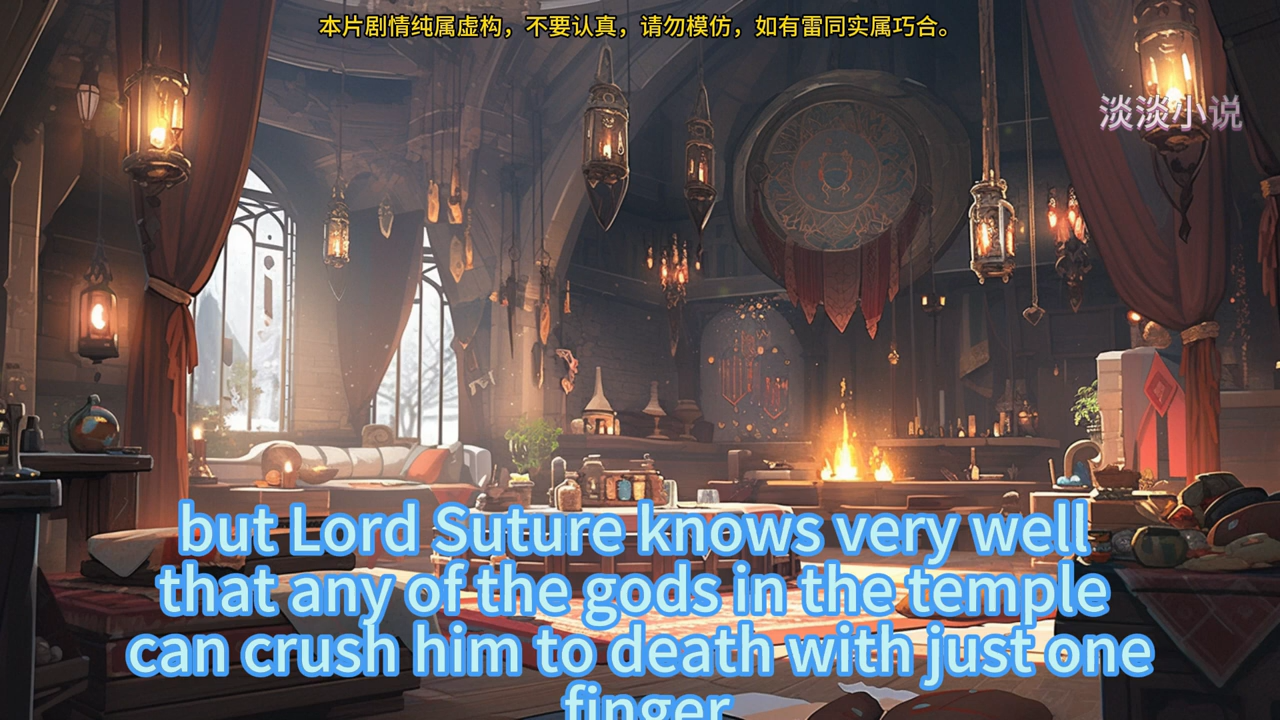 本片剧情纯属虚构，不要认真，请勿模仿，如有雷同实属巧合。
淡淡小说
but Lord Suture knows very well
that any of the gods in the temple
can crush him to death with just one
finger